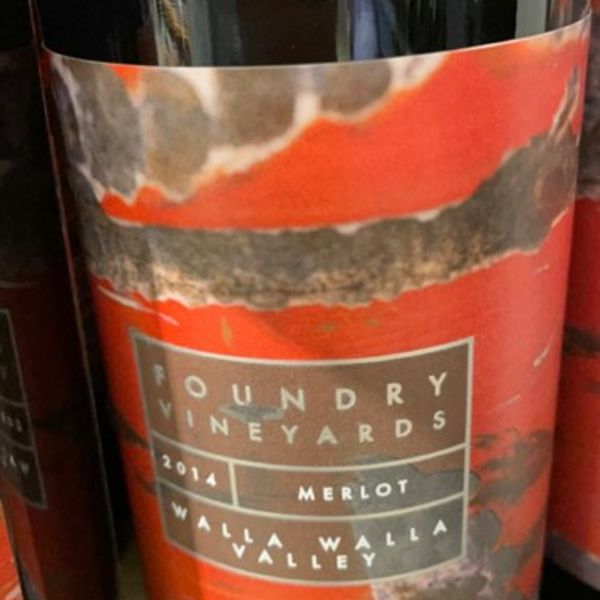 FOUNDRY
VINEYARDS
2014 MERLOT
WALLA WALLA
VALLEY